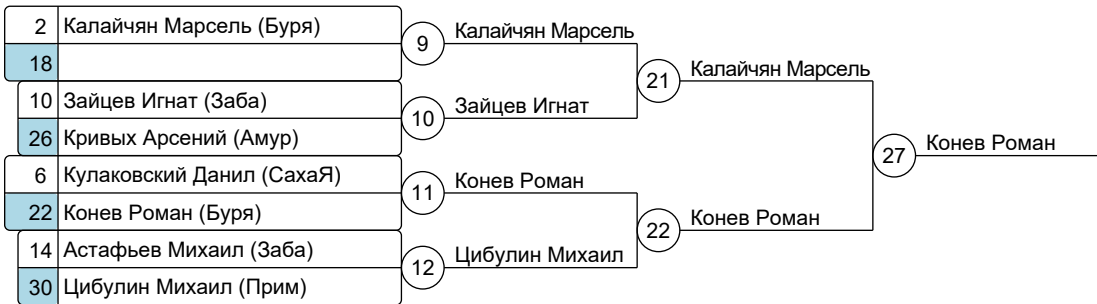 2 Калайчян Марсель (Буря)
18
9 Калайчян Марсель
21 Калайчян Марсель
10 Зайцев Игнат (Заба)
26 Кривых Арсений (Амур)
10 Зайцев Игнат
27 Конев Роман
6 Кулаковский Данил (СахаЯ)
22 Конев Роман (Буря)
11 Конев Роман
22 Конев Роман
14 Астафьев Михаил (Заба)
30 Цибулин Михаил (Прим)
12 Цибулин Михаил